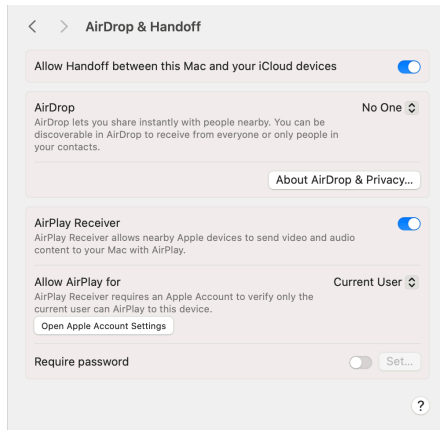 AirDrop & Handoff
Allow Handoff between this Mac and your iCloud devices
AirDrop
No One
AirDrop lets you share instantly with people nearby. You can be
discoverable in AirDrop to receive from everyone or only people in
your contacts.
About AirDrop & Privacy...
AirPlay Receiver
AirPlay Receiver allows nearby Apple devices to send video and audio
content to your Mac with AirPlay.
Allow AirPlay for
Current User
AirPlay Receiver requires an Apple Account to verify only the
current user can AirPlay to this device.
Open Apple Account Settings
Require password
Set...
?